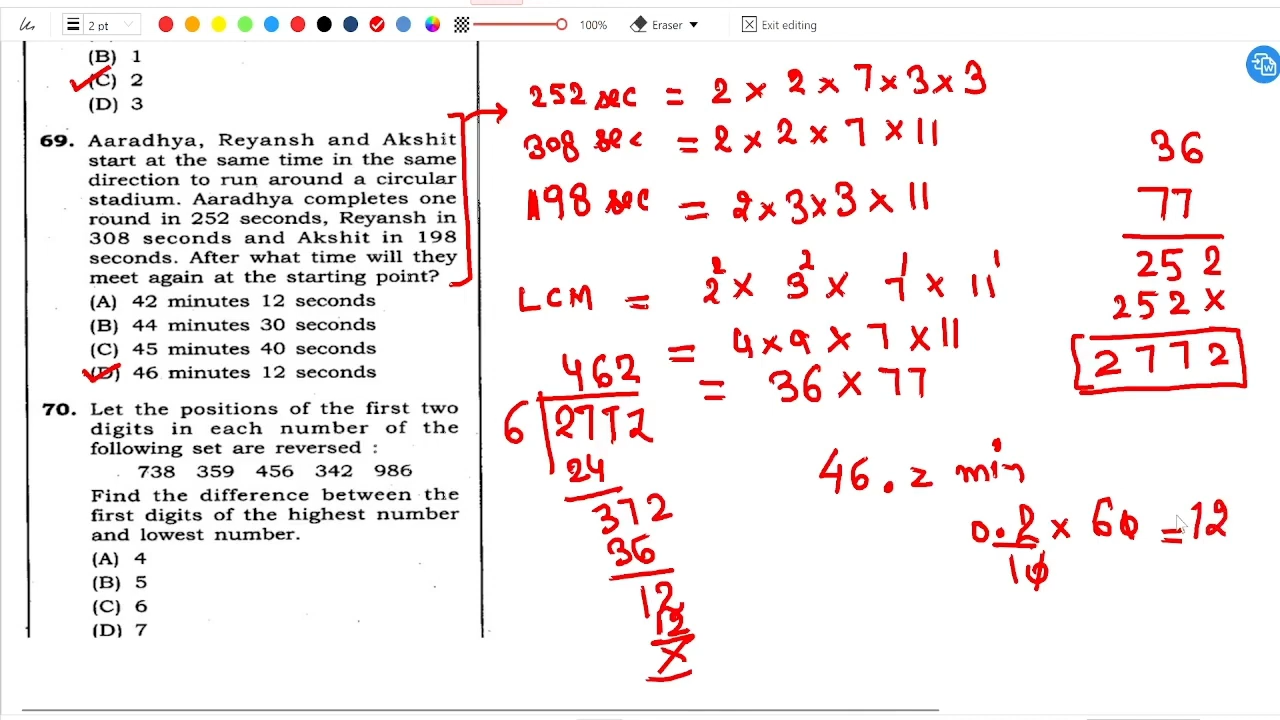 2 pt
100%
Eraser
Exit editing
(B) 1
(C) 2
(D) 3
69. Aaradhya, Reyansh and Akshit
start at the same time in the same
direction to run around a circular
stadium. Aaradhya completes one
round in 252 seconds, Reyansh in
308 seconds and Akshit in 198
seconds. After what time will they
meet again at the starting point?
(A) 42 minutes 12 seconds
(B) 44 minutes 30 seconds
(C) 45 minutes 40 seconds
(D) 46 minutes 12 seconds
70. Let the positions of the first two
digits in each number of the
following set are reversed :
738 359 456 342 986
Find the difference between the
first digits of the highest number
and lowest number.
(A) 4
(B) 5
(C) 6
(D) 7
252 sec = 2 × 2 × 7 × 3 × 3
308 sec = 2 × 2 × 7 × 11
198 sec = 2 × 3 × 3 × 11
LCM = 2² × 3² × 7¹ × 11¹
= 4 × 9 × 7 × 11
= 36 × 77
462
6 2772
24
372
36
12
12
×
36
77
252
252×
2772
46.2 min
0.2 × 60 = 12
10